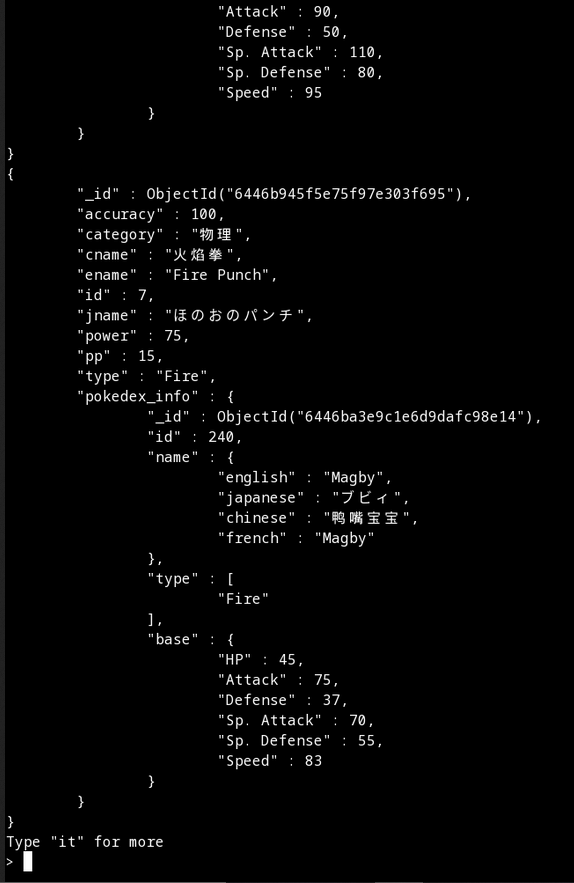 "Attack" : 90,
"Defense" : 50,
"Sp. Attack" : 110,
"Sp. Defense" : 80,
"Speed" : 95
}
}
}
{
"_id" : ObjectId("6446b945f5e75f97e303f695"),
"accuracy" : 100,
"category" : "物理",
"cname" : "火焰拳",
"ename" : "Fire Punch",
"id" : 7,
"jname" : "ほのおのパンチ",
"power" : 75,
"pp" : 15,
"type" : "Fire",
"pokedex_info" : {
"_id" : ObjectId("6446ba3e9c1e6d9dafc98e14"),
"id" : 240,
"name" : {
"english" : "Magby",
"japanese" : "ブビィ",
"chinese" : "鸭嘴宝宝",
"french" : "Magby"
},
"type" : [
"Fire"
],
"base" : {
"HP" : 45,
"Attack" : 75,
"Defense" : 37,
"Sp. Attack" : 70,
"Sp. Defense" : 55,
"Speed" : 83
}
}
}
Type "it" for more
>